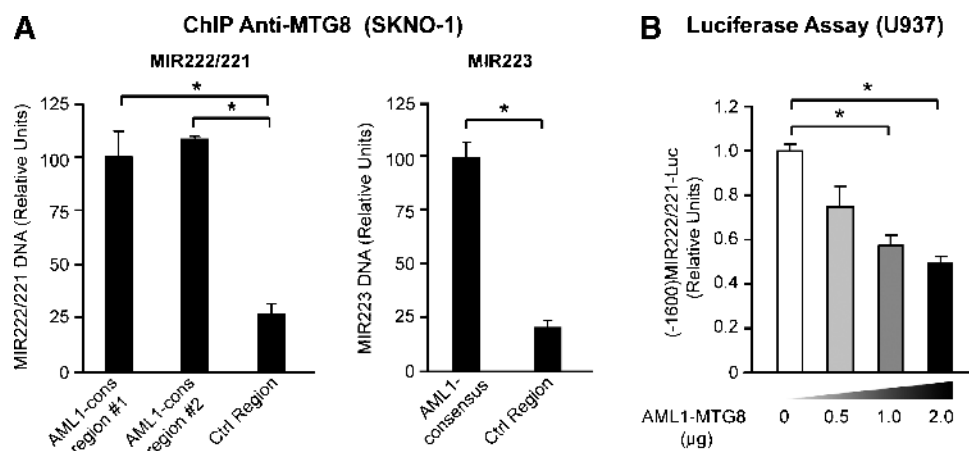 A
ChIP Anti-MTG8 (SKNO-1)
MIR222/221
MIR222/221 DNA (Relative Units)
125
100
75
50
25
0
*
*
AML1-cons
region #1
AML1-cons
region #2
Ctrl Region
MIR223
MIR223 DNA (Relative Units)
125
100
75
50
25
0
*
AML1-
consensus
Ctrl Region
B
Luciferase Assay (U937)
(-1600)MIR222/221-Luc
(Relative Units)
1.2
1.0
0.8
0.6
0.4
0.2
0
*
*
AML1-MTG8
(µg)
0 0.5 1.0 2.0